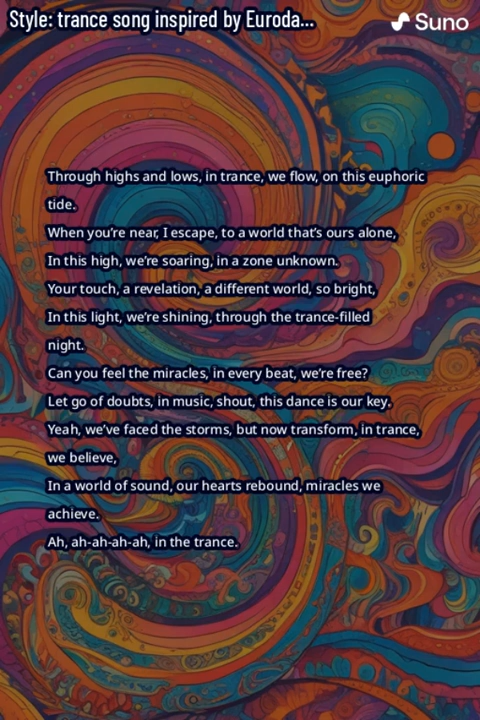 Style: trance song inspired by Euroda...
Suno
Through highs and lows, in trance, we flow, on this euphoric
tide.
When you're near, I escape, to a world that's ours alone,
In this high, we're soaring, in a zone unknown.
Your touch, a revelation, a different world, so bright,
In this light, we're shining, through the trance-filled
night.
Can you feel the miracles, in every beat, we're free?
Let go of doubts, in music, shout, this dance is our key.
Yeah, we've faced the storms, but now transform, in trance,
we believe,
In a world of sound, our hearts rebound, miracles we
achieve.
Ah, ah-ah-ah-ah, in the trance.